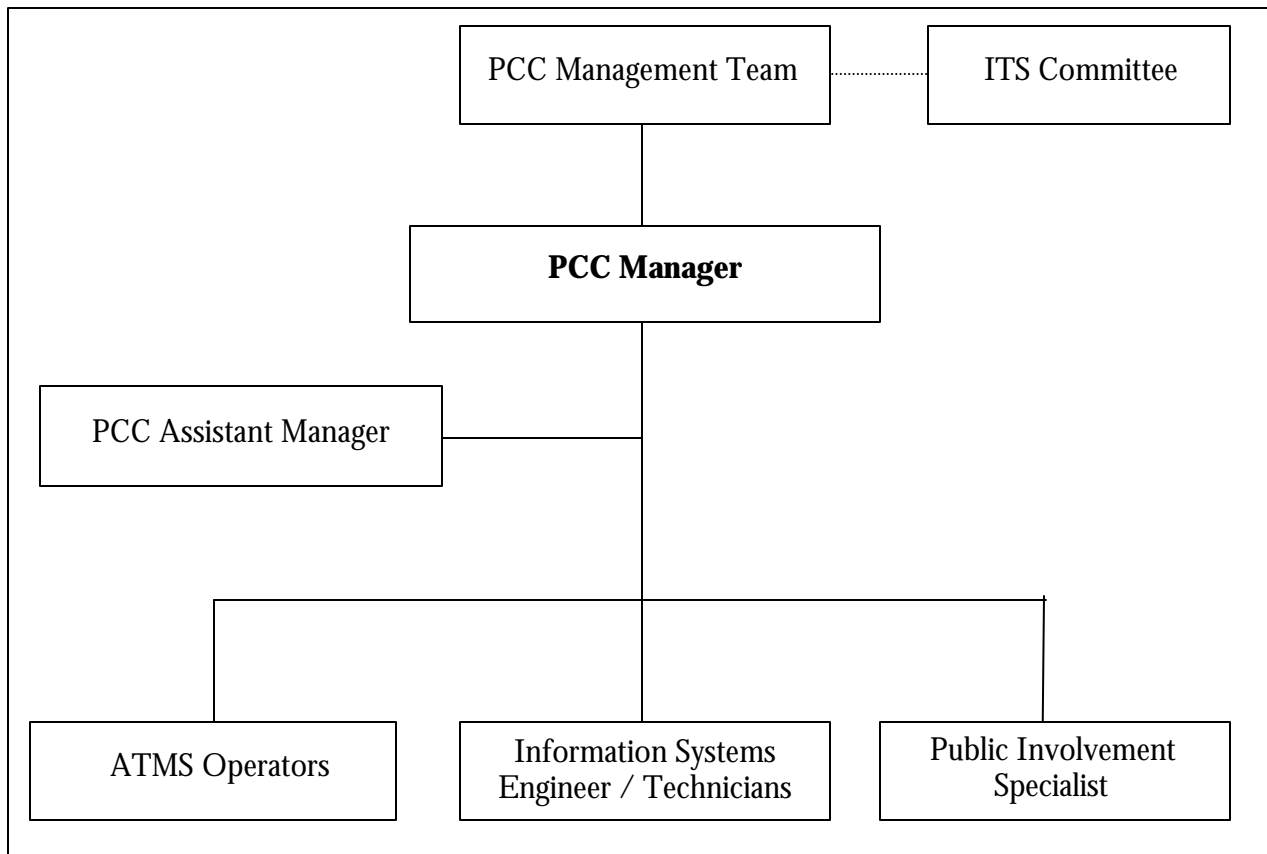 PCC Management Team
ITS Committee
PCC Manager
PCC Assistant Manager
ATMS Operators
Information Systems
Engineer / Technicians
Public Involvement
Specialist